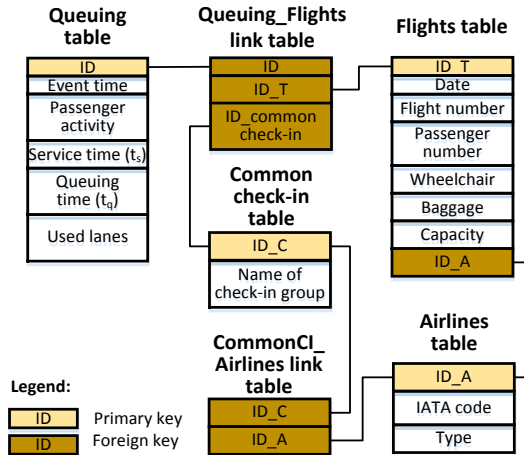 Queuing
table
ID
Event time
Passenger
activity
Service time (ts)
Queuing
time (tq)
Used lanes
Queuing_Flights
link table
ID
ID_T
ID_common
check-in
Common
check-in
table
ID_C
Name of
check-in group
CommonCI_
Airlines link
table
ID_C
ID_A
Flights table
ID_T
Date
Flight number
Passenger
number
Wheelchair
Baggage
Capacity
ID_A
Airlines
table
ID_A
IATA code
Type
Legend:
ID Primary key
ID Foreign key